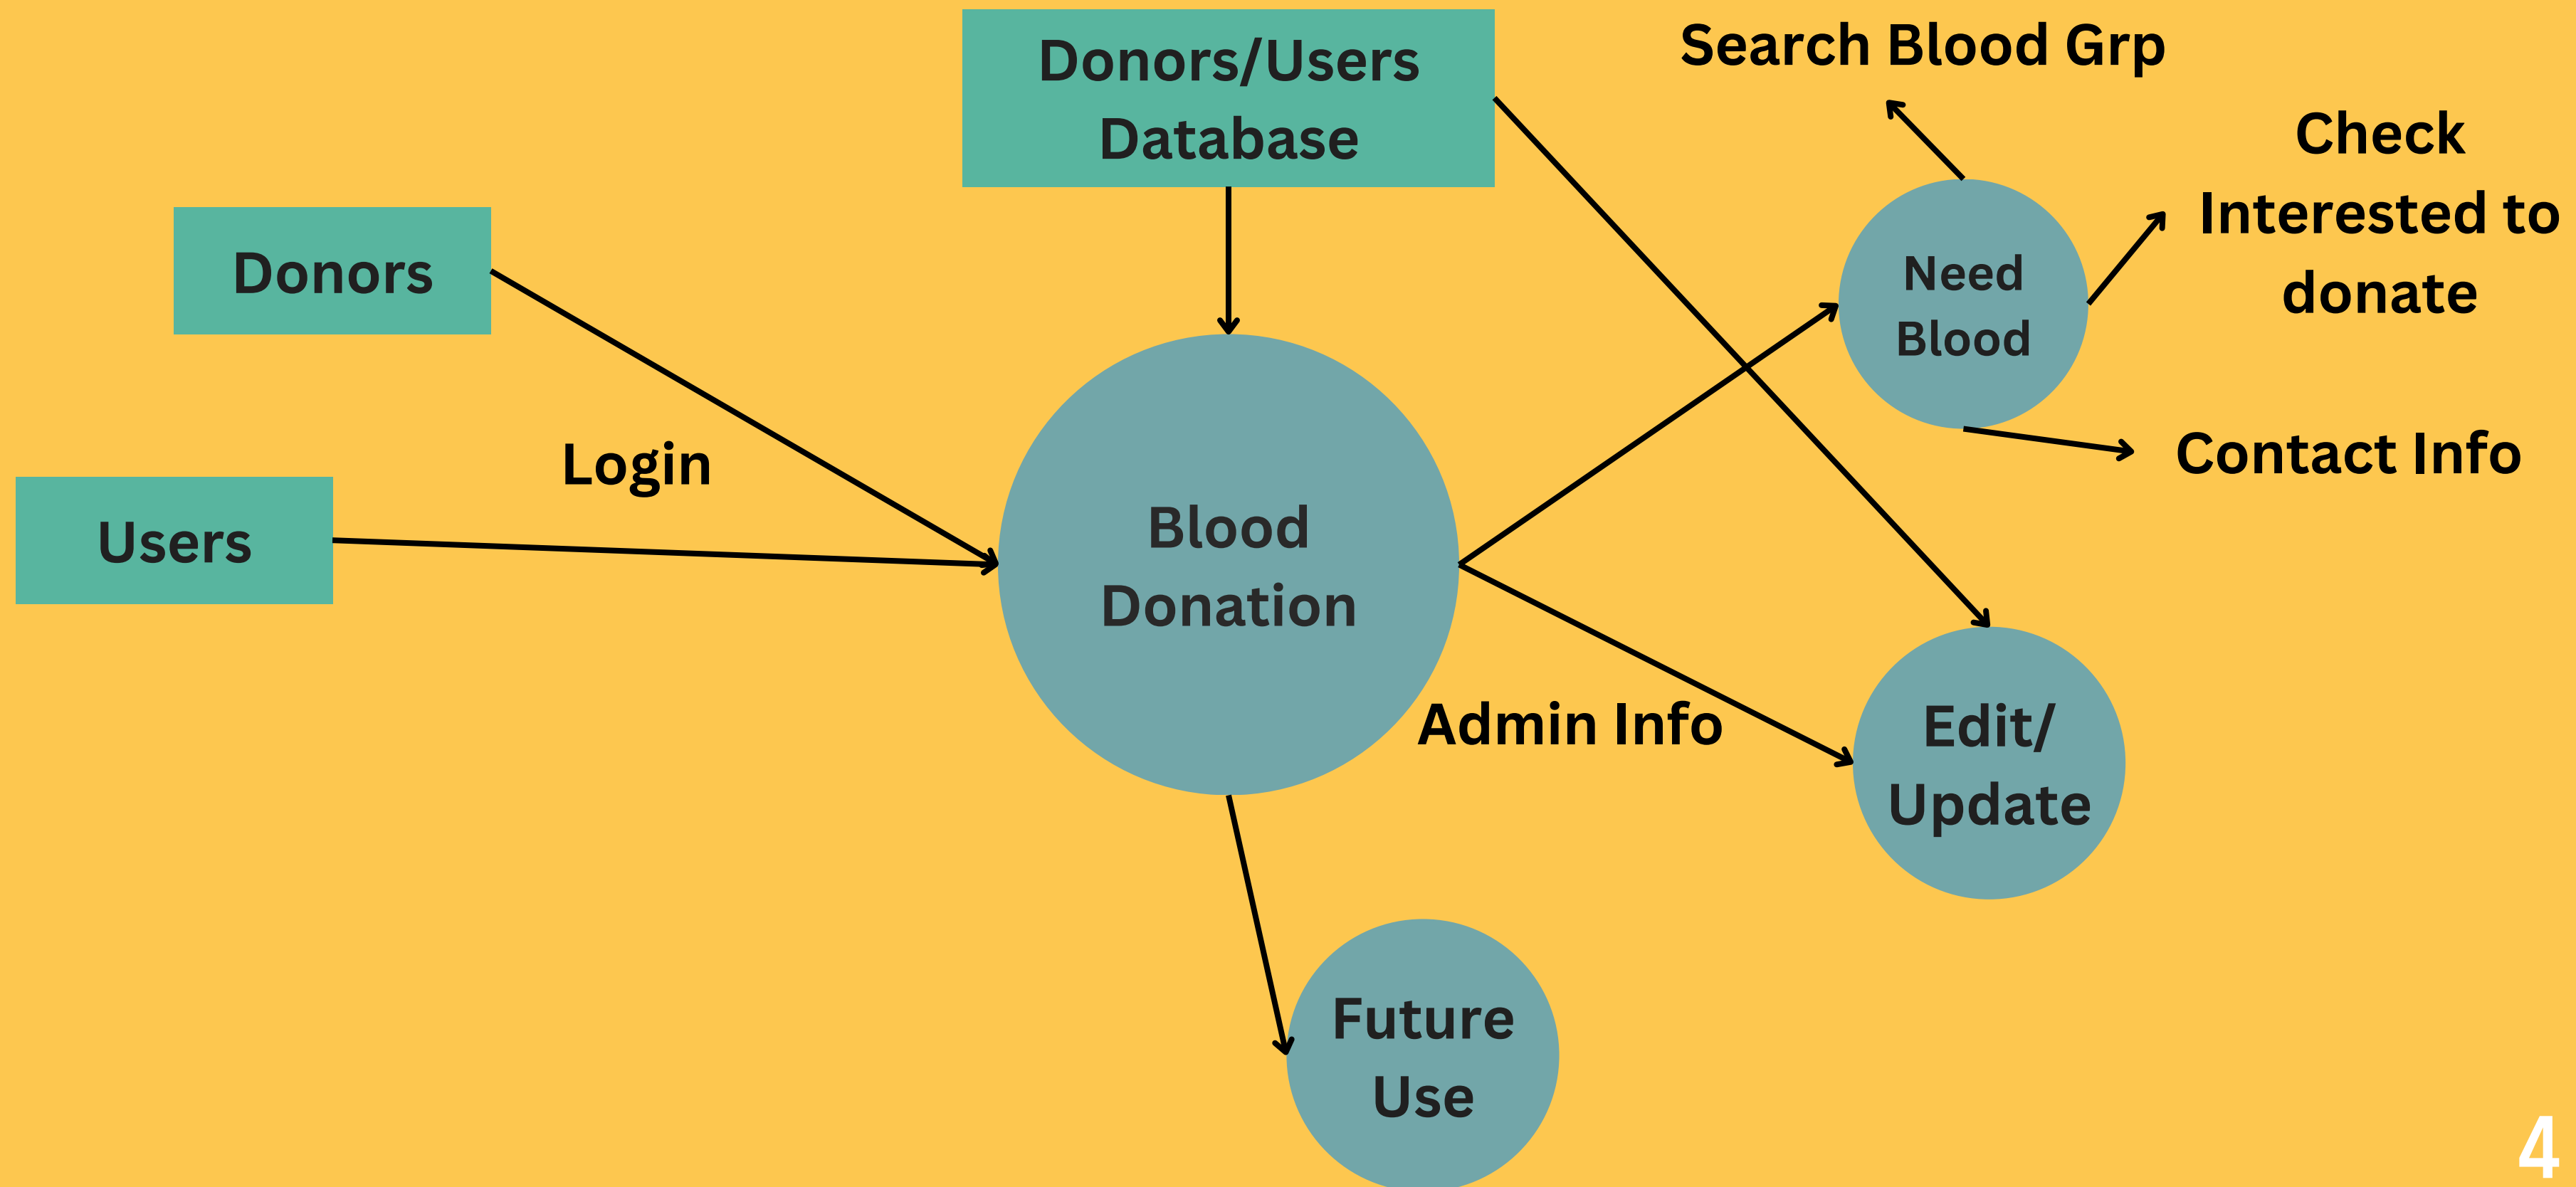 Donors/Users
Database
Search Blood Grp
Check
Interested to
donate
Donors
Need
Blood
Login
Contact Info
Users
Blood
Donation
Admin Info
Edit/
Update
Future
Use
4